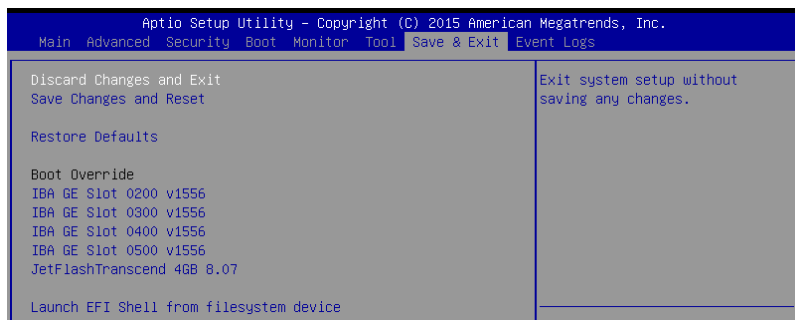 Aptio Setup Utility – Copyright (C) 2015 American Megatrends, Inc.
Main Advanced Security Boot Monitor Tool Save & Exit Event Logs
Discard Changes and Exit
Save Changes and Reset
Restore Defaults
Boot Override
IBA GE Slot 0200 v1556
IBA GE Slot 0300 v1556
IBA GE Slot 0400 v1556
IBA GE Slot 0500 v1556
JetFlashTranscend 4GB 8.07
Launch EFI Shell from filesystem device
Exit system setup without
saving any changes.